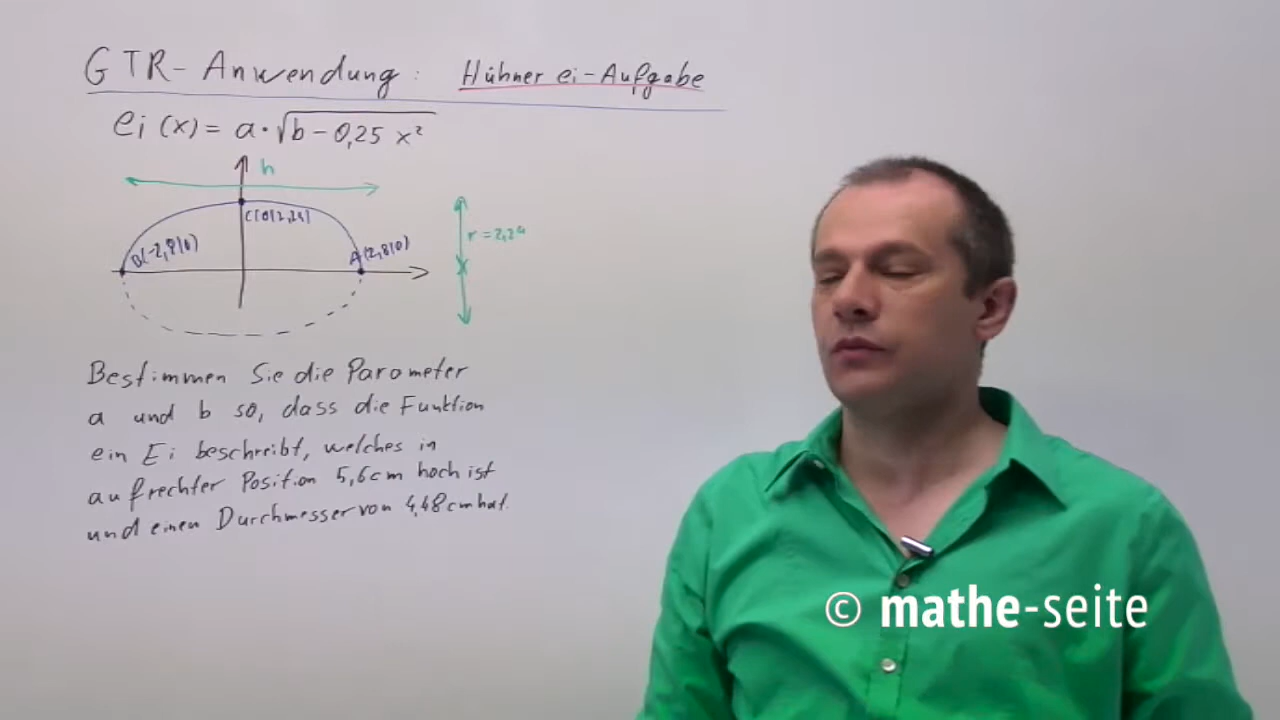 GTR-Anwendung: Hühner ei-Aufgabe
ei (x) = a·√b-0,25 x²
h
C(0|2,24)
B(-2,8|0)
A(2,8|0)
r=2,24
Bestimmen Sie die Parameter
a und b so, dass die Funktion
ein Ei beschreibt, welches in
aufrechter Position 5,6cm hoch ist
und einen Durchmesser von 4,48cm hat.
© mathe-seite